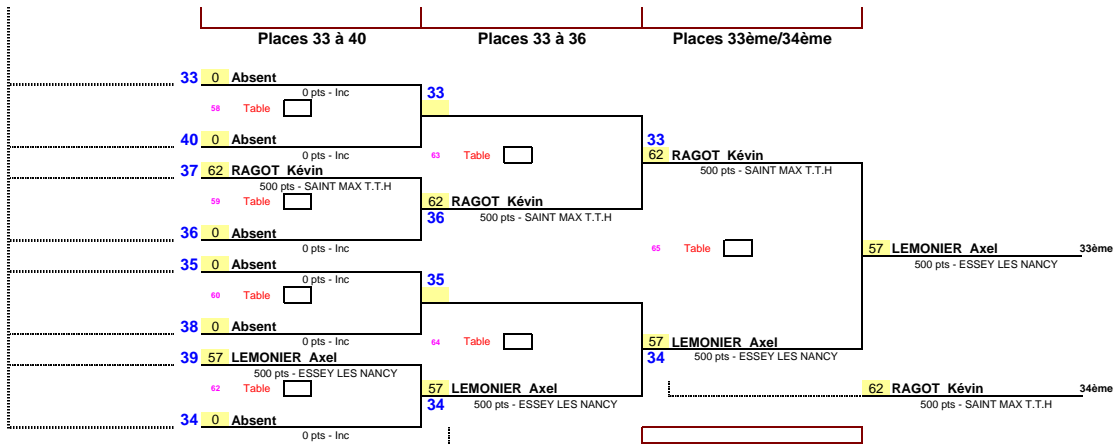 Places 33 à 40 Places 33 à 36 Places 33ème/34ème
33 0 Absent
0 pts - Inc
33
58 Table
40 0 Absent
0 pts - Inc
33
63 Table
62 RAGOT Kévin
500 pts - SAINT MAX T.T.H
37 62 RAGOT Kévin
500 pts - SAINT MAX T.T.H
59 Table
62 RAGOT Kévin
36 500 pts - SAINT MAX T.T.H
36 0 Absent
0 pts - Inc
65 Table
57 LEMONIER Axel 33ème
500 pts - ESSEY LES NANCY
35 0 Absent
0 pts - Inc
35
60 Table
38 0 Absent
0 pts - Inc
64 Table
57 LEMONIER Axel
34 500 pts - ESSEY LES NANCY
39 57 LEMONIER Axel
500 pts - ESSEY LES NANCY
62 Table
57 LEMONIER Axel
34 500 pts - ESSEY LES NANCY
62 RAGOT Kévin 34ème
500 pts - SAINT MAX T.T.H
34 0 Absent
0 pts - Inc